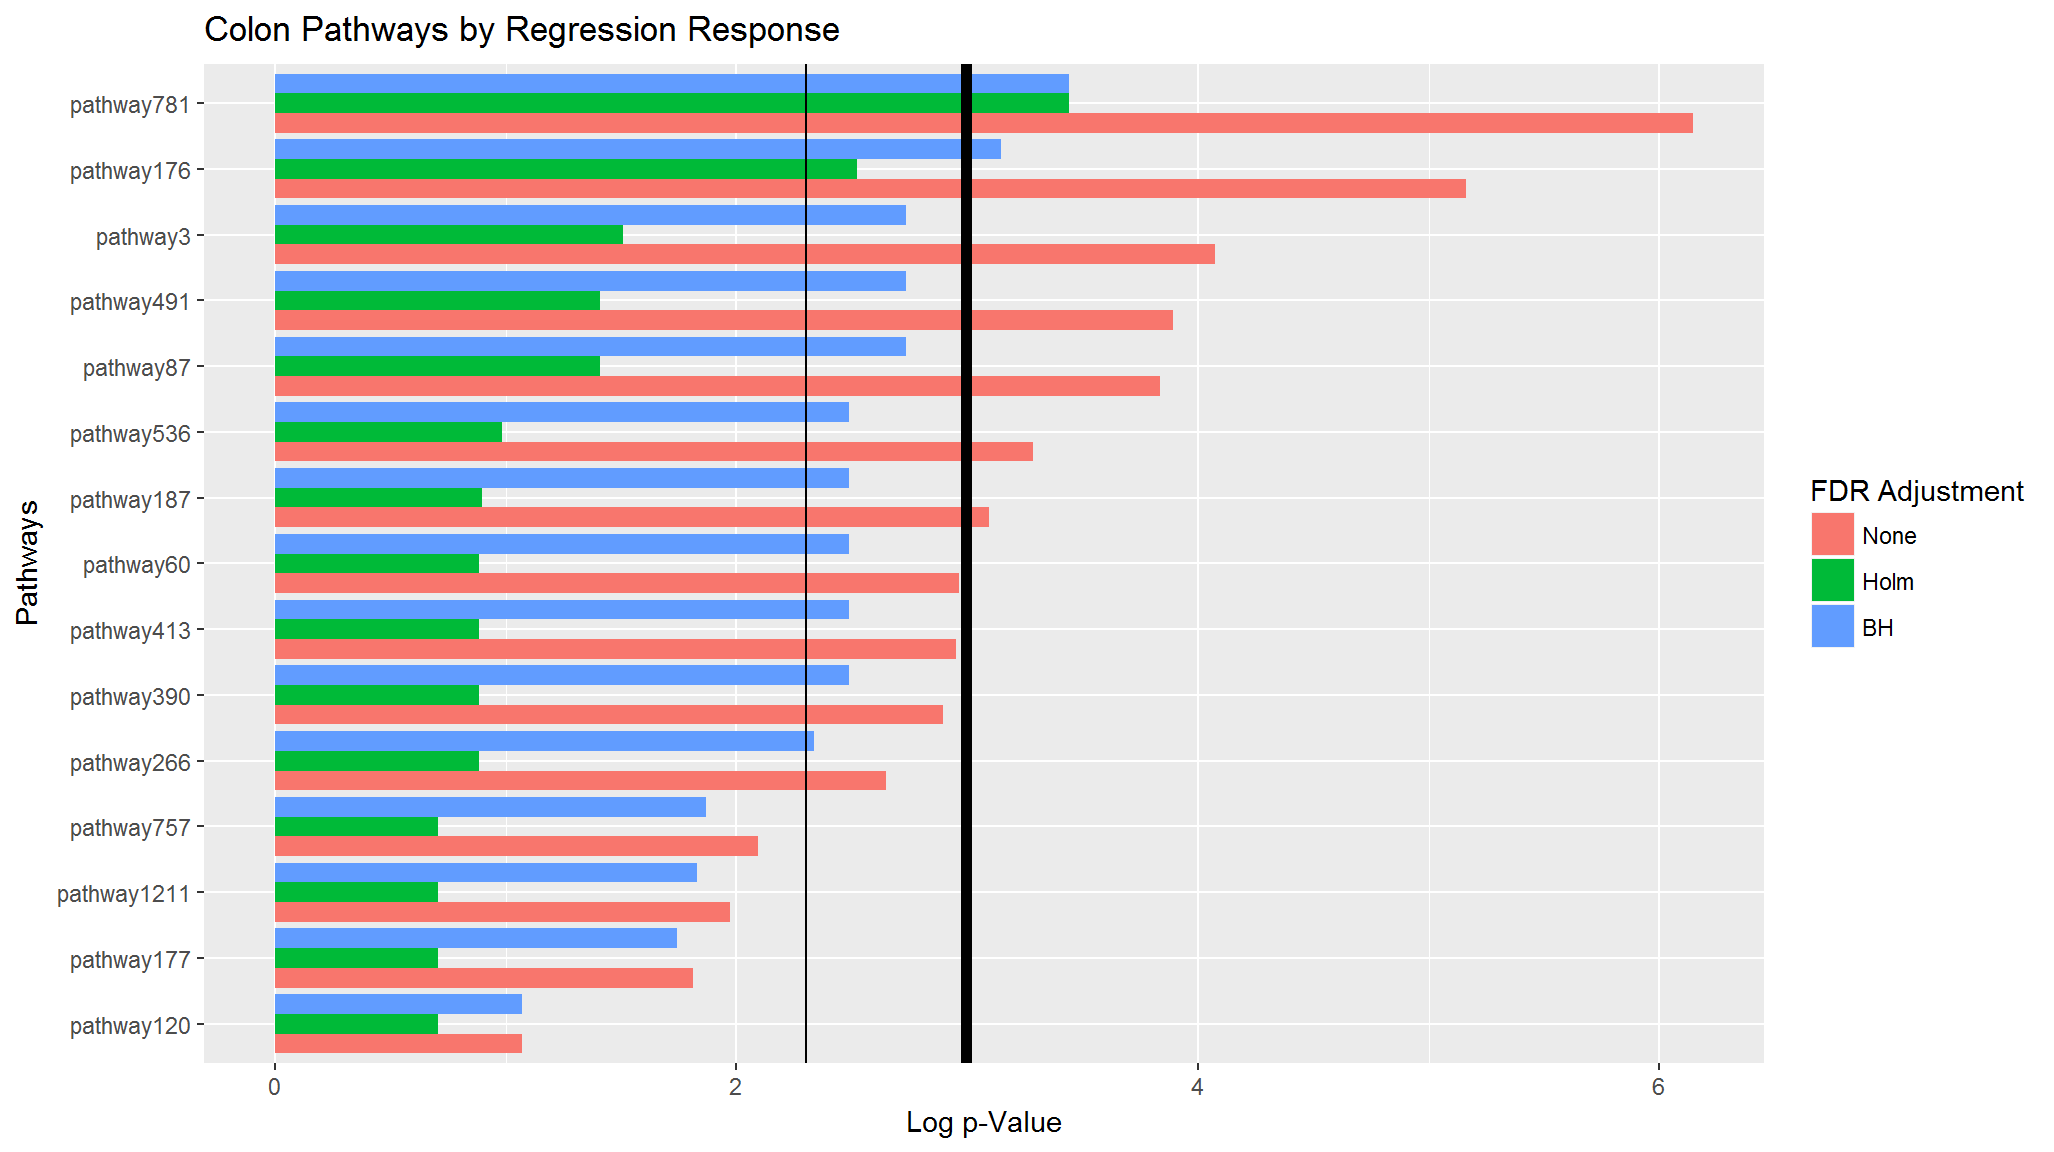 Colon Pathways by Regression Response
pathway781
pathway176
pathway3
pathway491
pathway87
pathway536
pathway187
pathway60
pathway413
pathway390
pathway266
pathway757
pathway1211
pathway177
pathway120
Pathways
0 2 4 6
Log p-Value
FDR Adjustment
None
Holm
BH